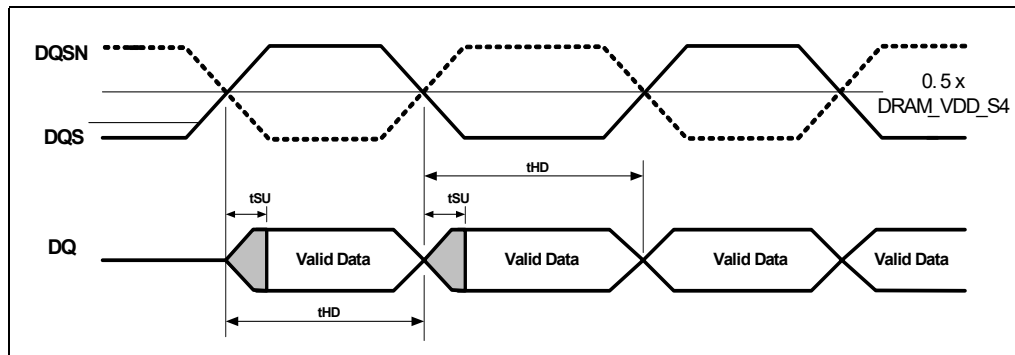 DQSN
0.5 x
DRAM_VDD_S4
DQS
tHD
tSU
tSU
DQ
Valid Data
Valid Data
Valid Data
Valid Data
tHD